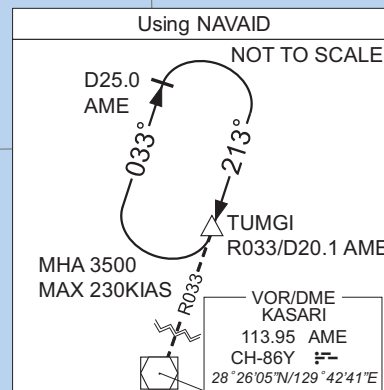 Using NAVAID
NOT TO SCALE
D25.0
AME
033°
213°
TUMGI
R033/D20.1 AME
MHA 3500
MAX 230KIAS
R033
VOR/DME
KASARI
113.95 AME
CH-86Y
28°26'05"N/129°42'41"E